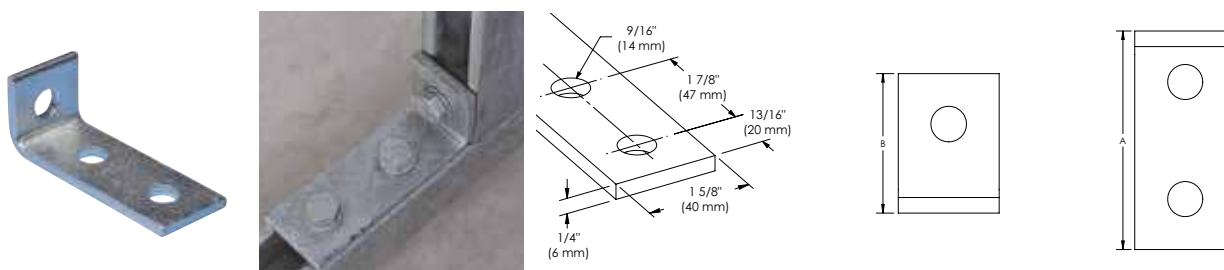 9/16"
(14 mm)
1 7/8"
(47 mm)
13/16"
(20 mm)
1 5/8"
(40 mm)
1/4"
(6 mm)
B
A